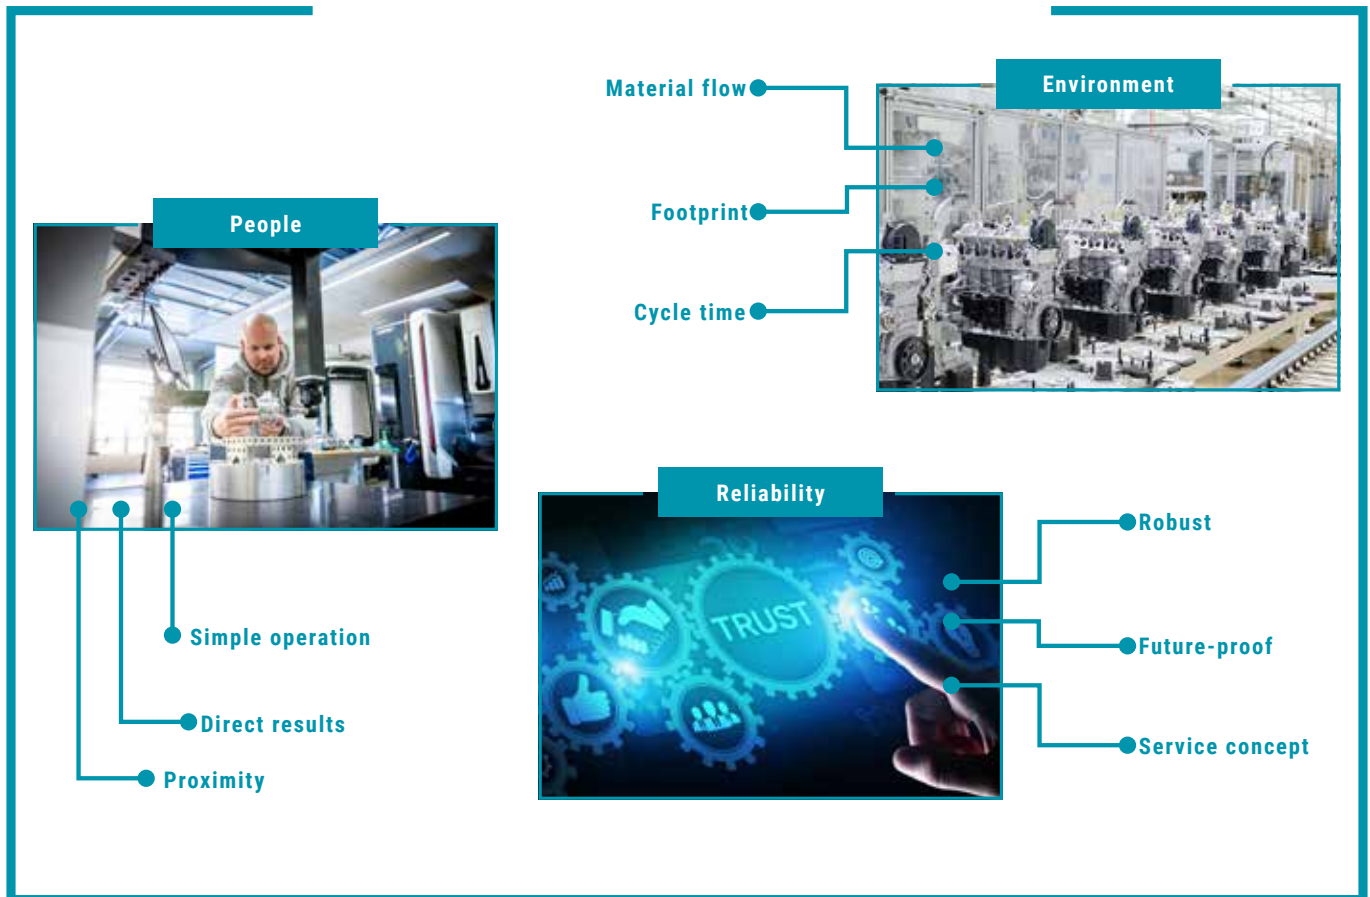 People
Simple operation
Direct results
Proximity
Environment
Material flow
Footprint
Cycle time
Reliability
TRUST
Robust
Future-proof
Service concept